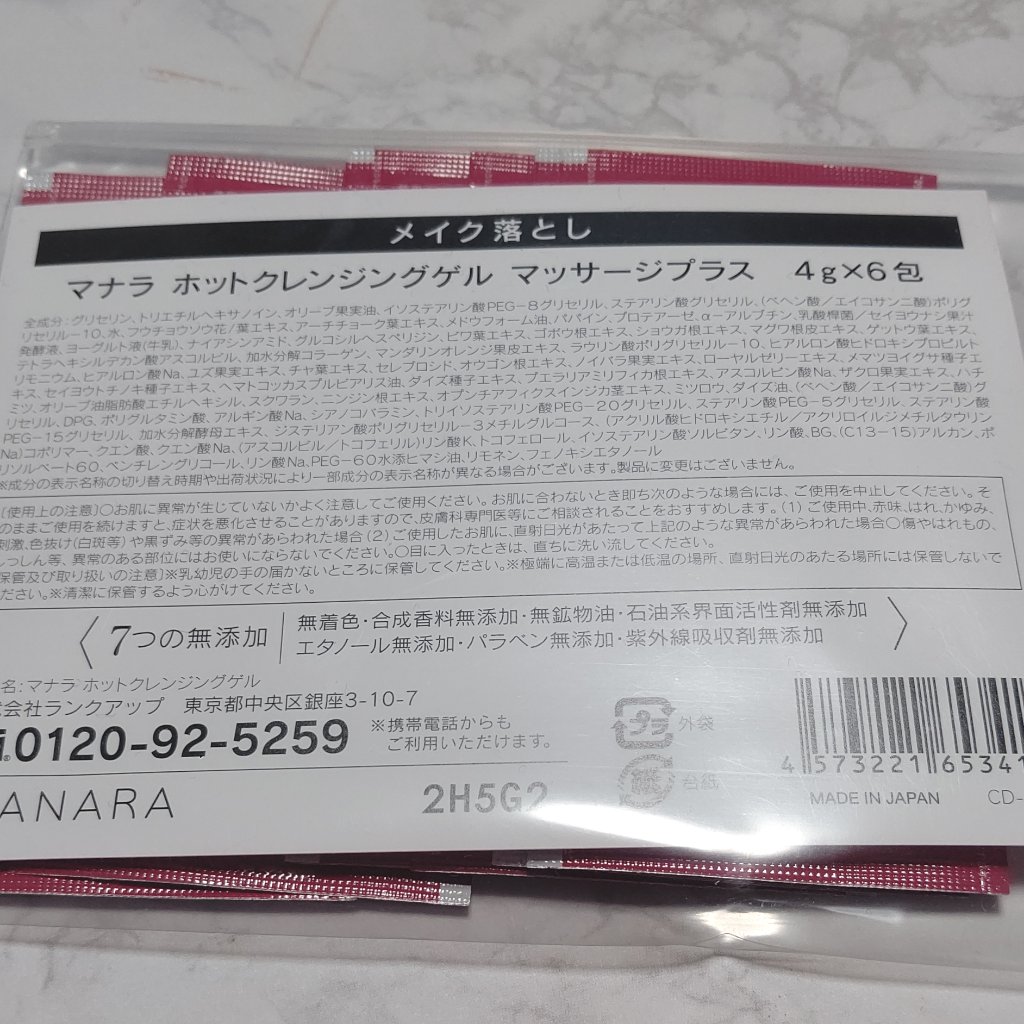 メイク落とし
マナラ ホットクレンジングゲル マッサージプラス 4g×6包
全成分:グリセリン、トリエチルヘキサノイン、オリーブ果実油、イソステアリン酸PEG-8グリセリル、ステアリン酸グリセリル、(ベヘン酸/エイコサン二酸)ポリグ
リセリル-10、水、フウチョウソウ花/葉エキス、アーチチョーク葉エキス、メドウフォーム油、パパイン、プロテアーゼ、α-アルブチン、乳酸桿菌/セイヨウナシ果汁
発酵液、ヨーグルト液(牛乳)、ナイアシンアミド、グルコシルヘスペリジン、ビワ葉エキス、ゴボウ根エキス、ショウガ根エキス、マグワ根皮エキス、ゲットウ葉エキス、
テトラヘキシルデカン酸アスコルビル、加水分解コラーゲン、マンダリンオレンジ果皮エキス、ラウリン酸ポリグリセリル-10、ヒアルロン酸ヒドロキシプロピルト
リモニウム、ヒアルロン酸Na、ユズ果実エキス、チャ葉エキス、セレブロシド、オウゴン根エキス、ノイバラ果実エキス、ローヤルゼリーエキス、メマツヨイグサ種子エ
キス、セイヨウトチノキ種子エキス、ヘマトコッカスプルビアリス油、ダイズ種子エキス、プエラリアミリフィカ根エキス、アスコルビン酸Na、ザクロ果実エキス、ハチ
ミツ、オリーブ油脂肪酸エチルヘキシル、スクワラン、ニンジン根エキス、オプンチアフィクスインジカ茎エキス、ミツロウ、ダイズ油、(ベヘン酸/エイコサン二酸)グ
リセリル、DPG、ポリグルタミン酸、アルギン酸Na、シアノコバラミン、トリイソステアリン酸PEG-20グリセリル、ステアリン酸PEG-5グリセリル、ステアリン酸
PEG-15グリセリル、加水分解酵母エキス、ジステアリン酸ポリグリセリル-3メチルグルコース、(アクリル酸ヒドロキシエチル/アクリロイルジメチルタウリン
Na)コポリマー、クエン酸、クエン酸Na、(アスコルビル/トコフェリル)リン酸K、トコフェロール、イソステアリン酸ソルビタン、リン酸、BG、(C13-15)アルカン、ポ
リソルベート60、ペンチレングリコール、リン酸Na、PEG-60水添ヒマシ油、リモネン、フェノキシエタノール
※成分の表示名称の切り替え時期や出荷状況により一部成分の表示名称が異なる場合がございます。製品に変更はございません。
(使用上の注意)○お肌に異常が生じていないかよく注意してご使用ください。お肌に合わないとき即ち次のような場合には、ご使用を中止してください。そ
のままご使用を続けますと、症状を悪化させることがありますので、皮膚科専門医等にご相談されることをおすすめします。(1)ご使用中、赤味、はれ、かゆみ、
刺激、色抜け(白斑等)や黒ずみ等の異常があらわれた場合(2)ご使用したお肌に、直射日光があたって上記のような異常があらわれた場合○傷やはれもの、
しっしん等、異常のある部位にはお使いにならないでください。○目に入ったときは、直ちに洗い流してください。
保管及び取り扱いの注意)※乳幼児の手の届かないところに保管してください。※極端に高温または低温の場所、直射日光のあたる場所には保管しないで
ださい。※清潔に保管するよう心がけてください。
7つの無添加
無着色・合成香料無添加・無鉱物油・石油系界面活性剤無添加
エタノール無添加・パラベン無添加・紫外線吸収剤無添加
名:マナラ ホットクレンジングゲル
式会社ランクアップ 東京都中央区銀座3-10-7
0120-92-5259
※携帯電話からも
ご利用いただけます。
プラ 外袋
紙 台紙
4 573221 65341
MADE IN JAPAN CD-
ANARA
2H5G2